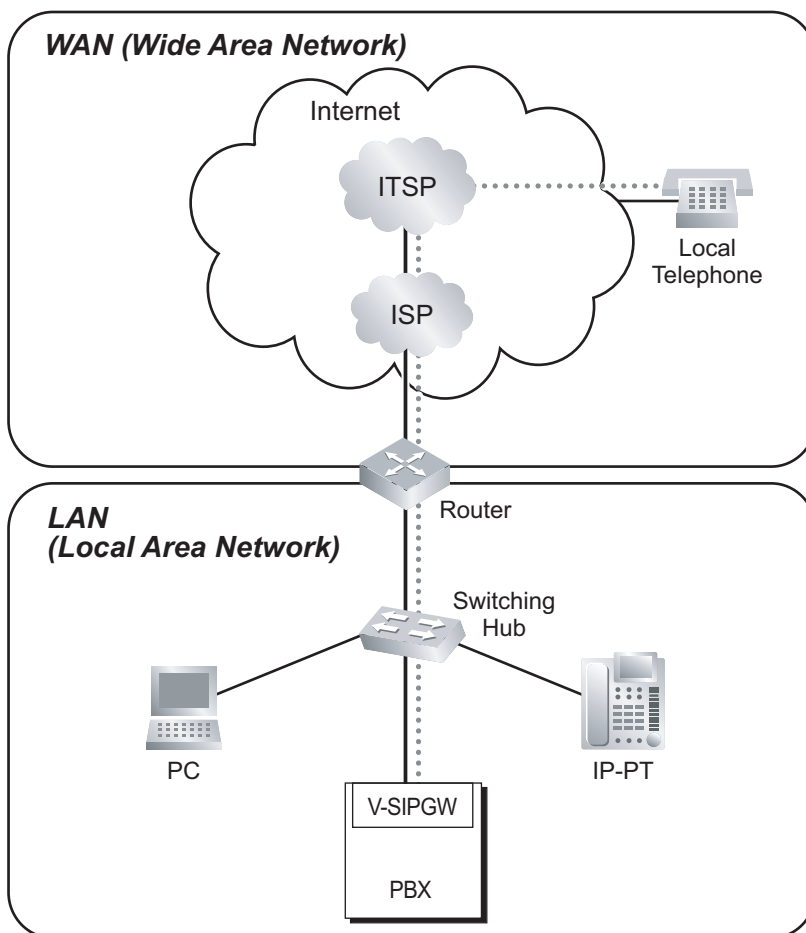 WAN (Wide Area Network)
Internet
ITSP
Local
Telephone
ISP
Router
LAN
(Local Area Network)
Switching
Hub
PC
IP-PT
V-SIPGW
PBX